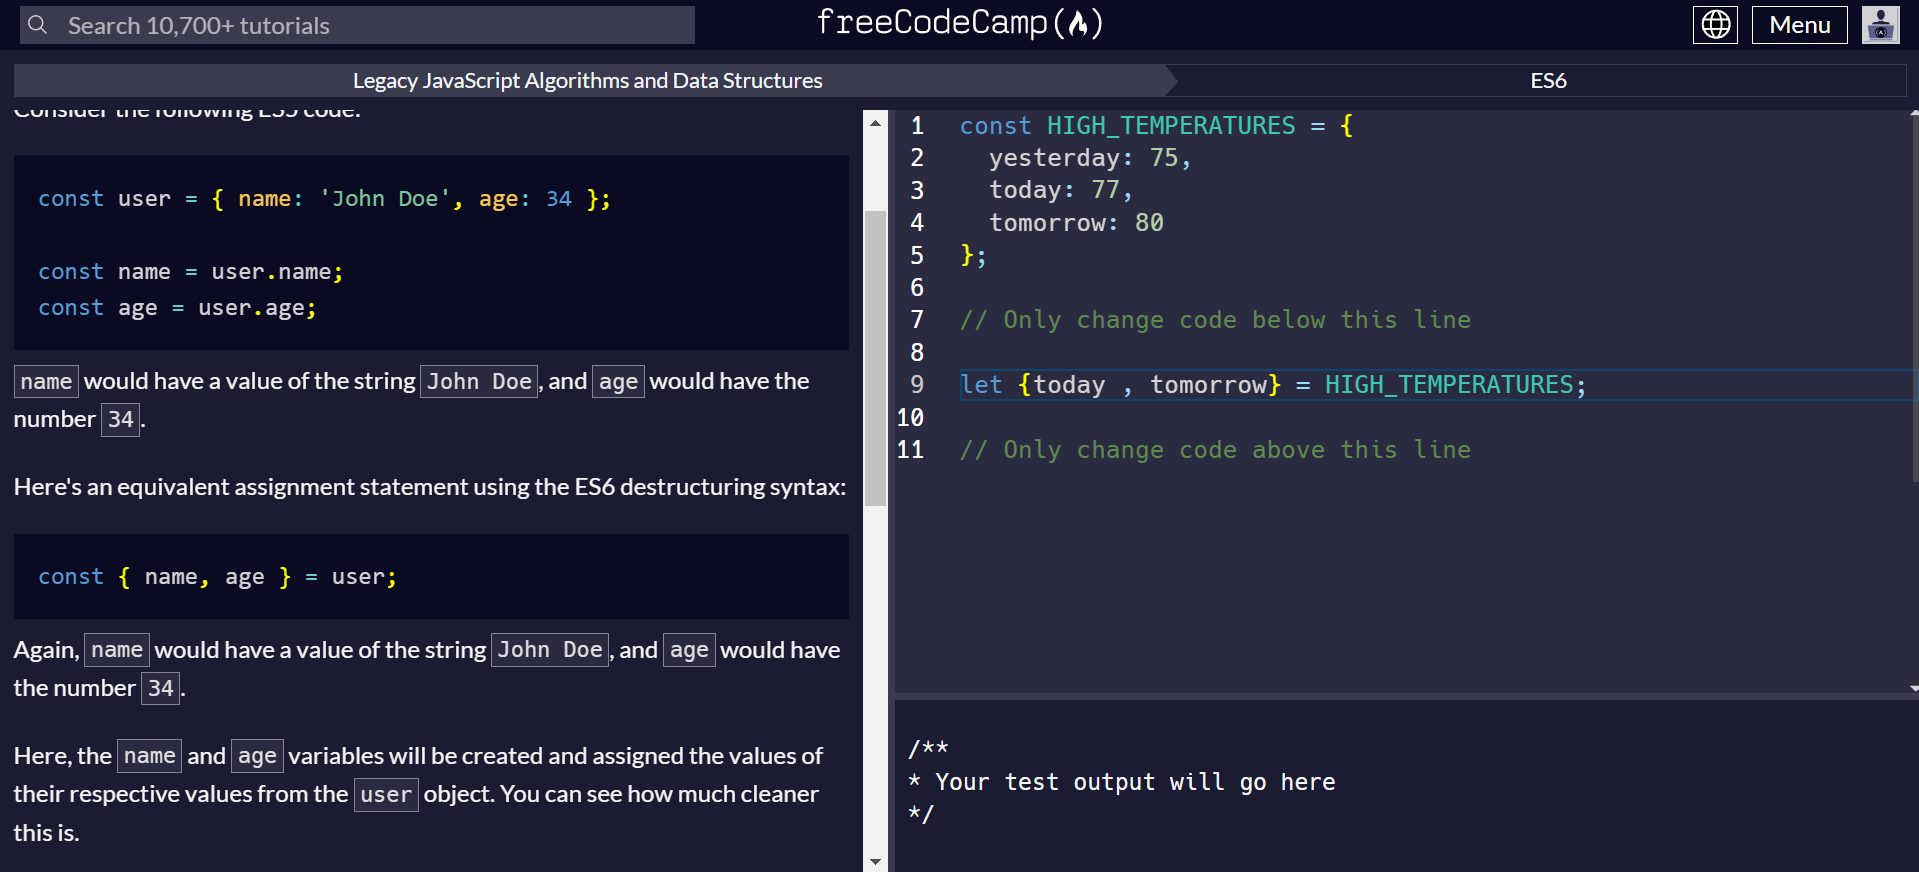 Search 10,700+ tutorials
freeCodeCamp(🔥)
Menu
Legacy JavaScript Algorithms and Data Structures
ES6
Consider the following ES5 code:
const user = { name: 'John Doe', age: 34 };
const name = user.name;
const age = user.age;
name would have a value of the string John Doe, and age would have the
number 34.
Here's an equivalent assignment statement using the ES6 destructuring syntax:
const { name, age } = user;
Again, name would have a value of the string John Doe, and age would have
the number 34.
Here, the name and age variables will be created and assigned the values of
their respective values from the user object. You can see how much cleaner
this is.
1 const HIGH_TEMPERATURES = {
2 yesterday: 75,
3 today: 77,
4 tomorrow: 80
5 };
6
7 // Only change code below this line
8
9 let {today , tomorrow} = HIGH_TEMPERATURES;
10
11 // Only change code above this line
/**
* Your test output will go here
*/